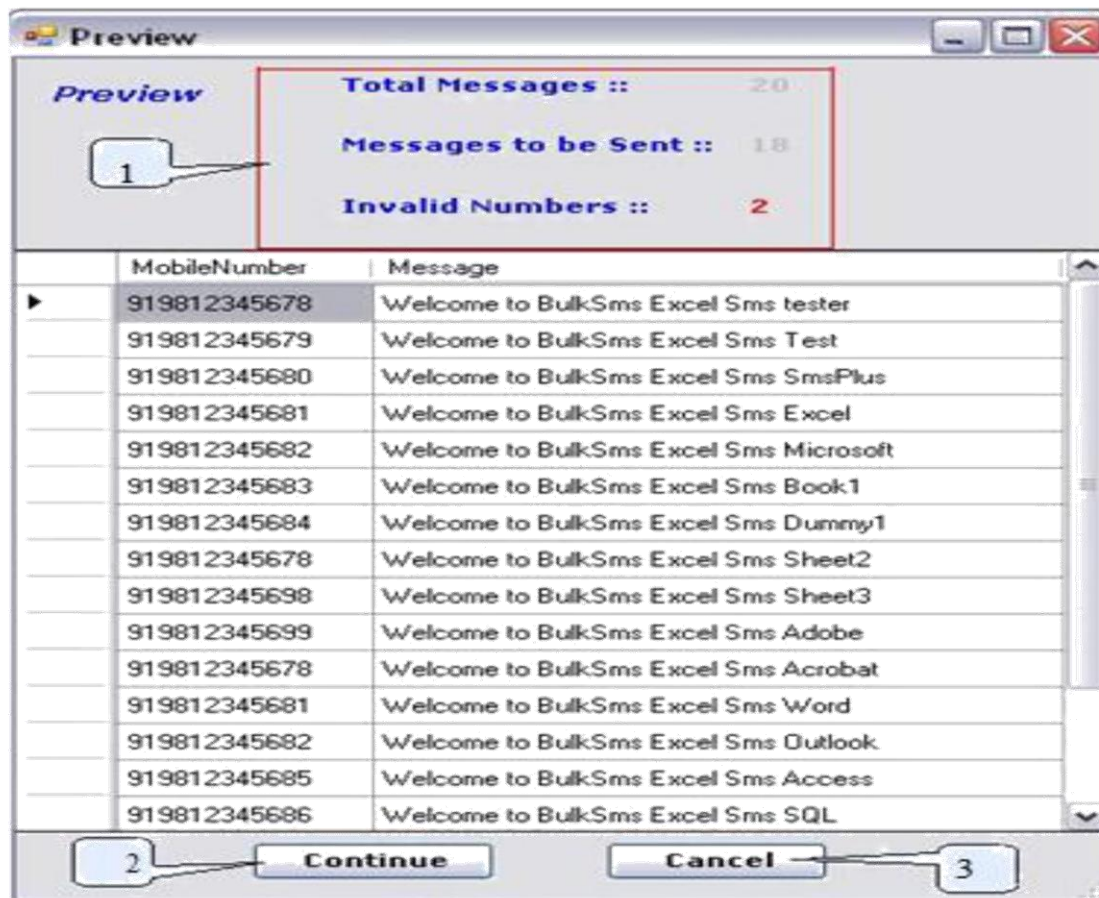 Preview
Preview
Total Messages :: 20
1
Messages to be Sent :: 18
Invalid Numbers :: 2
MobileNumber Message
919812345678 Welcome to BulkSms Excel Sms tester
919812345679 Welcome to BulkSms Excel Sms Test
919812345680 Welcome to BulkSms Excel Sms SmsPlus
919812345681 Welcome to BulkSms Excel Sms Excel
919812345682 Welcome to BulkSms Excel Sms Microsoft
919812345683 Welcome to BulkSms Excel Sms Book1
919812345684 Welcome to BulkSms Excel Sms Dummy1
919812345678 Welcome to BulkSms Excel Sms Sheet2
919812345698 Welcome to BulkSms Excel Sms Sheet3
919812345699 Welcome to BulkSms Excel Sms Adobe
919812345678 Welcome to BulkSms Excel Sms Acrobat
919812345681 Welcome to BulkSms Excel Sms Word
919812345682 Welcome to BulkSms Excel Sms Outlook
919812345685 Welcome to BulkSms Excel Sms Access
919812345686 Welcome to BulkSms Excel Sms SQL
2 Continue Cancel 3